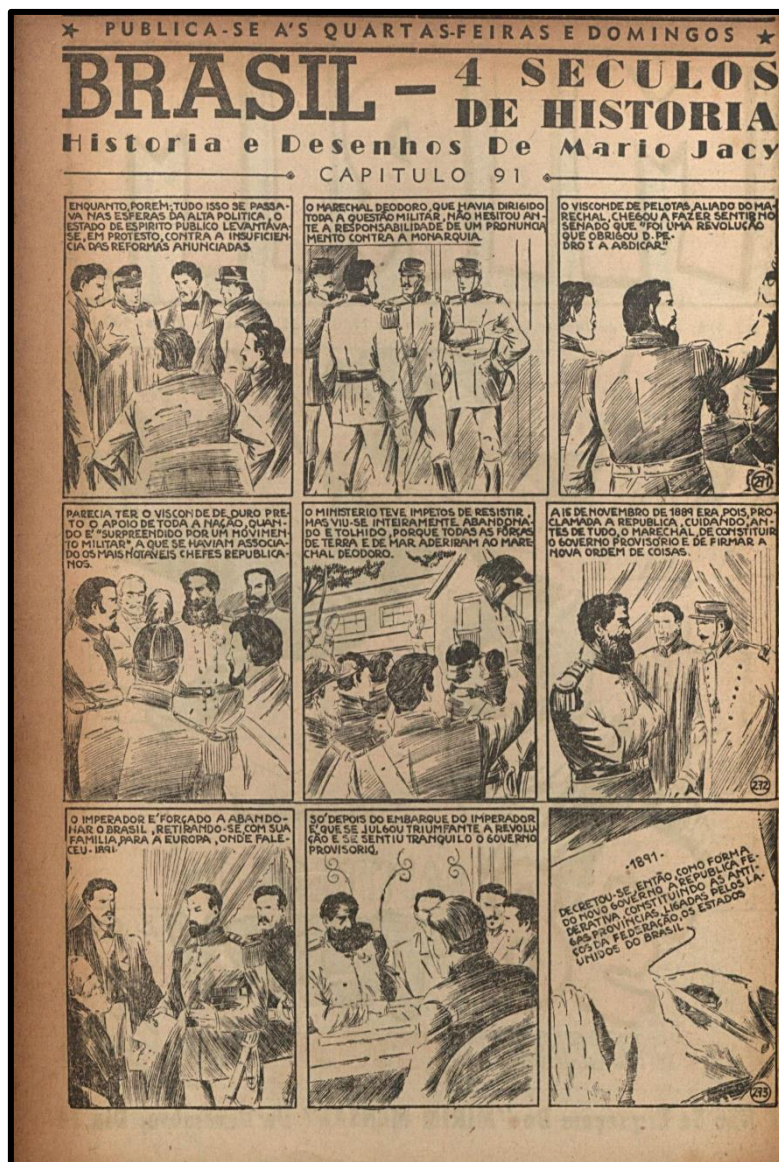 ★ PUBLICA-SE A'S QUARTAS-FEIRAS E DOMINGOS ★
BRASIL — 4 SECULOS
DE HISTORIA
Historia e Desenhos De Mario Jacy
CAPITULO 91
ENQUANTO, POREM, TUDO ISSO SE PASSA-
VA NAS ESFERAS DA ALTA POLITICA, O
ESTADO DE ESPIRITO PUBLICO LEVANTAVA-
SE, EM PROTESTO, CONTRA A INSUFICIEN-
CIA DAS REFORMAS ANUNCIADAS.
O MARECHAL DEODORO, QUE HAVIA DIRIGIDO
TODA A QUESTÃO MILITAR, NÃO HESITOU AN-
TE A RESPONSABILIDADE DE UM PRONUNCIA
MENTO CONTRA A MONARQUIA.
O VISCONDE DE PELOTAS, ALIADO DO MA-
RECHAL, CHEGOU A FAZER SENTIR NO
SENADO QUE "FOI UMA REVOLUÇÃO
QUE OBRIGOU D. PE-
DRO I A ABDICAR."
271
PARECIA TER O VISCONDE DE OURO PRE-
TO O APOIO DE TODA A NAÇÃO, QUAN-
DO E' "SURPREENDIDO POR UM MOVIMEN-
TO MILITAR", A QUE SE HAVIAM ASSOCIA-
DO OS MAIS NOTÁVEIS CHEFES REPUBLICA-
NOS.
O MINISTERIO TEVE IMPETOS DE RESISTIR,
MAS VIU-SE INTEIRAMENTE ABANDONA-
DO E TOLHIDO, PORQUE TODAS AS FÔRÇAS
DE TERRA E DE MAR ADERIRAM AO MARE-
CHAL DEODORO.
A 15 DE NOVEMBRO DE 1889 ERA, POIS, PRO-
CLAMADA A REPUBLICA, CUIDANDO, AN-
TES DE TUDO, O MARECHAL, DE CONSTITUIR
O GOVERNO PROVISÓRIO E DE FIRMAR A
NOVA ORDEM DE COISAS.
272
O IMPERADOR E' FORÇADO A ABANDO-
NAR O BRASIL, RETIRANDO-SE, COM SUA
FAMILIA, PARA A EUROPA, ONDE FALE-
CEU - 1891.
SO' DEPOIS DO EMBARQUE DO IMPERADOR
E' QUE SE JULGOU TRIUMFANTE A REVOLU
ÇÃO E SE SENTIU TRANQUILO O GOVERNO
PROVISORIO.
-1891-
DECRETOU-SE, ENTÃO, COMO FORMA
DO NOVO GOVERNO A REPUBLICA FE-
DERATIVA, CONSTITUINDO AS ANTI-
GAS PROVINCIAS, LIGADAS PELOS LA-
ÇOS DA FEDERAÇÃO, OS ESTADOS
UNIDOS DO BRASIL.
273